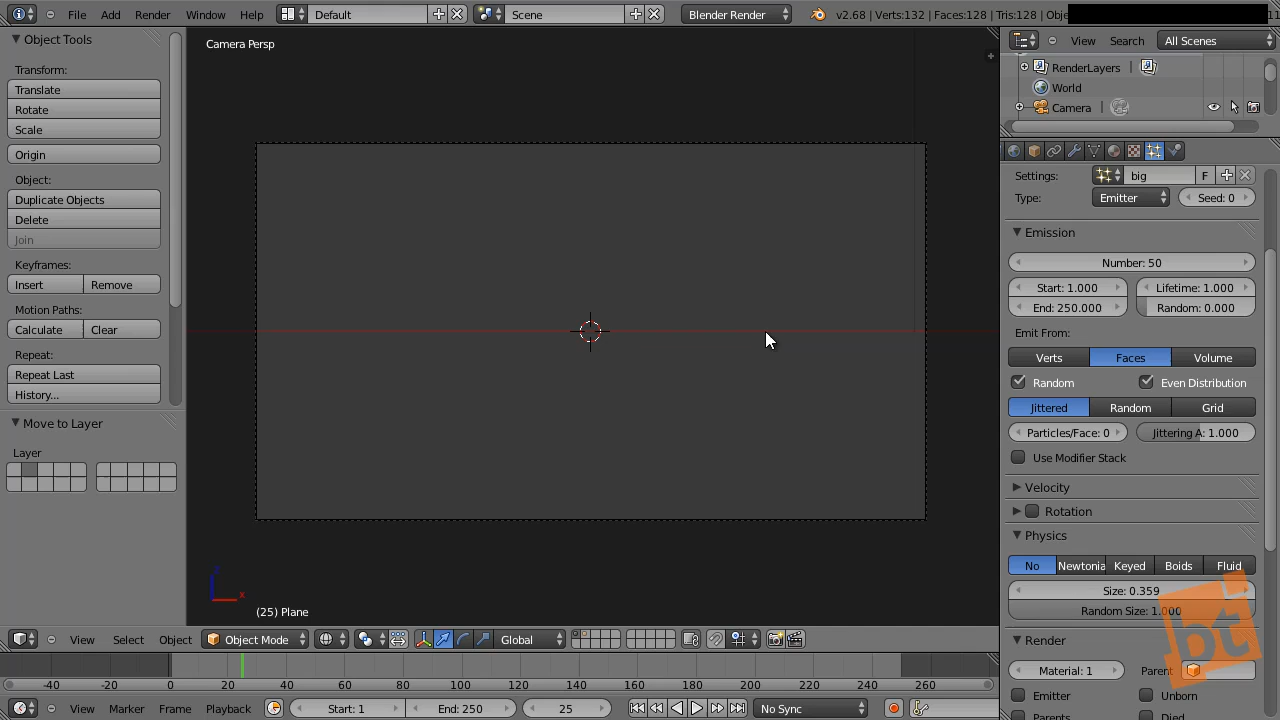 File Add Render Window Help Default Scene Blender Render v2.68 | Verts:132 | Faces:128 | Tris:128 | Obje
Object Tools
Transform:
Translate
Rotate
Scale
Origin
Object:
Duplicate Objects
Delete
Join
Keyframes:
Insert Remove
Motion Paths:
Calculate Clear
Repeat:
Repeat Last
History...
Move to Layer
Layer
Camera Persp
z
x
(25) Plane
View Search All Scenes
RenderLayers |
World
Camera |
Settings: big F
Type: Emitter Seed: 0
Emission
Number: 50
Start: 1.000 Lifetime: 1.000
End: 250.000 Random: 0.000
Emit From:
Verts Faces Volume
Random Even Distribution
Jittered Random Grid
Particles/Face: 0 Jittering A: 1.000
Use Modifier Stack
Velocity
Rotation
Physics
No Newtonia Keyed Boids Fluid
Size: 0.359
Random Size: 1.000
Render
Material: 1 Parent
Emitter Unborn
Parents Died
bt
View Select Object Object Mode Global
-40 -20 0 20 40 60 80 100 120 140 160 180 200 220 240 260
View Marker Frame Playback Start: 1 End: 250 25 No Sync